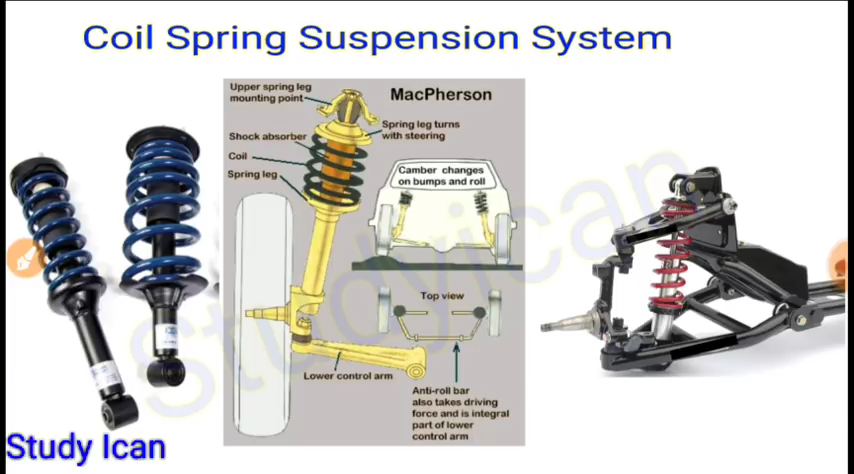 Coil Spring Suspension System
Upper spring leg
mounting point
MacPherson
Spring leg turns
with steering
Shock absorber
Coil
Spring leg
Camber changes
on bumps and roll
Top view
Lower control arm
Anti-roll bar
also takes driving
force and is integral
part of lower
control arm
Studyican
Study Ican